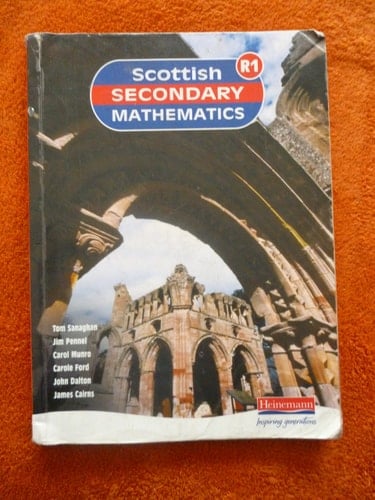 Scottish
R1
SECONDARY
MATHEMATICS
Tom Sanaghan
Jim Pennel
Carol Munro
Carole Ford
John Dalton
James Cairns
Heinemann
Inspiring generations